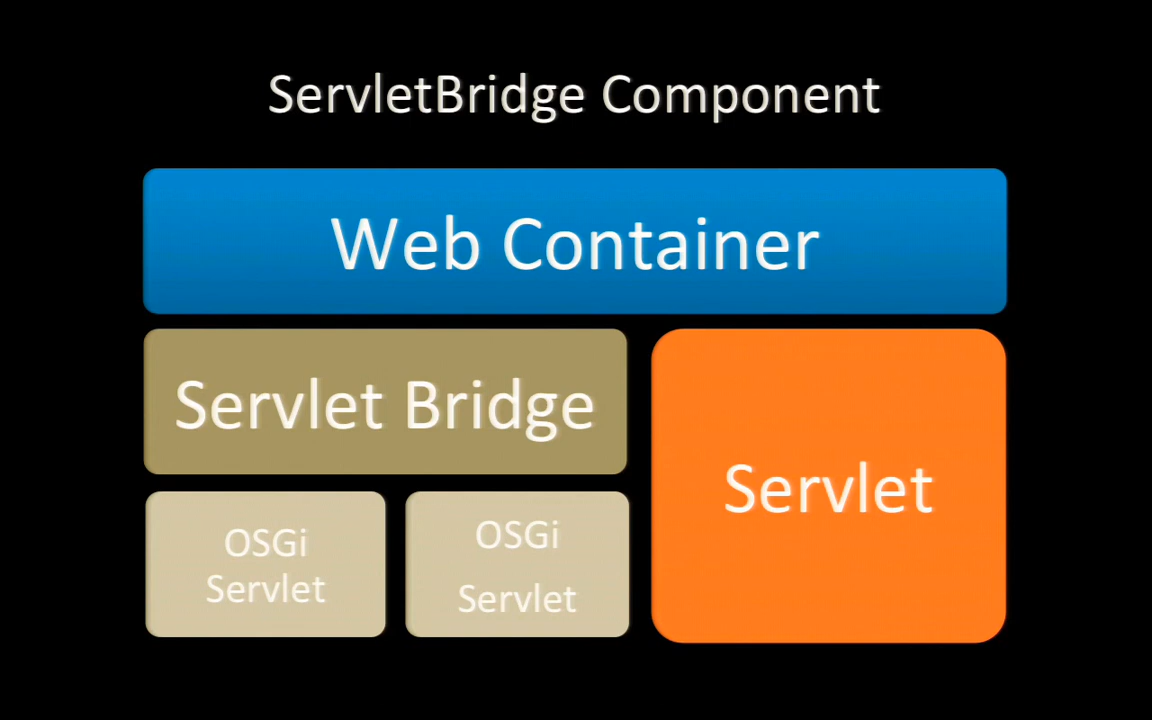 ServletBridge Component
Web Container
Servlet Bridge
Servlet
OSGi
Servlet
OSGi
Servlet